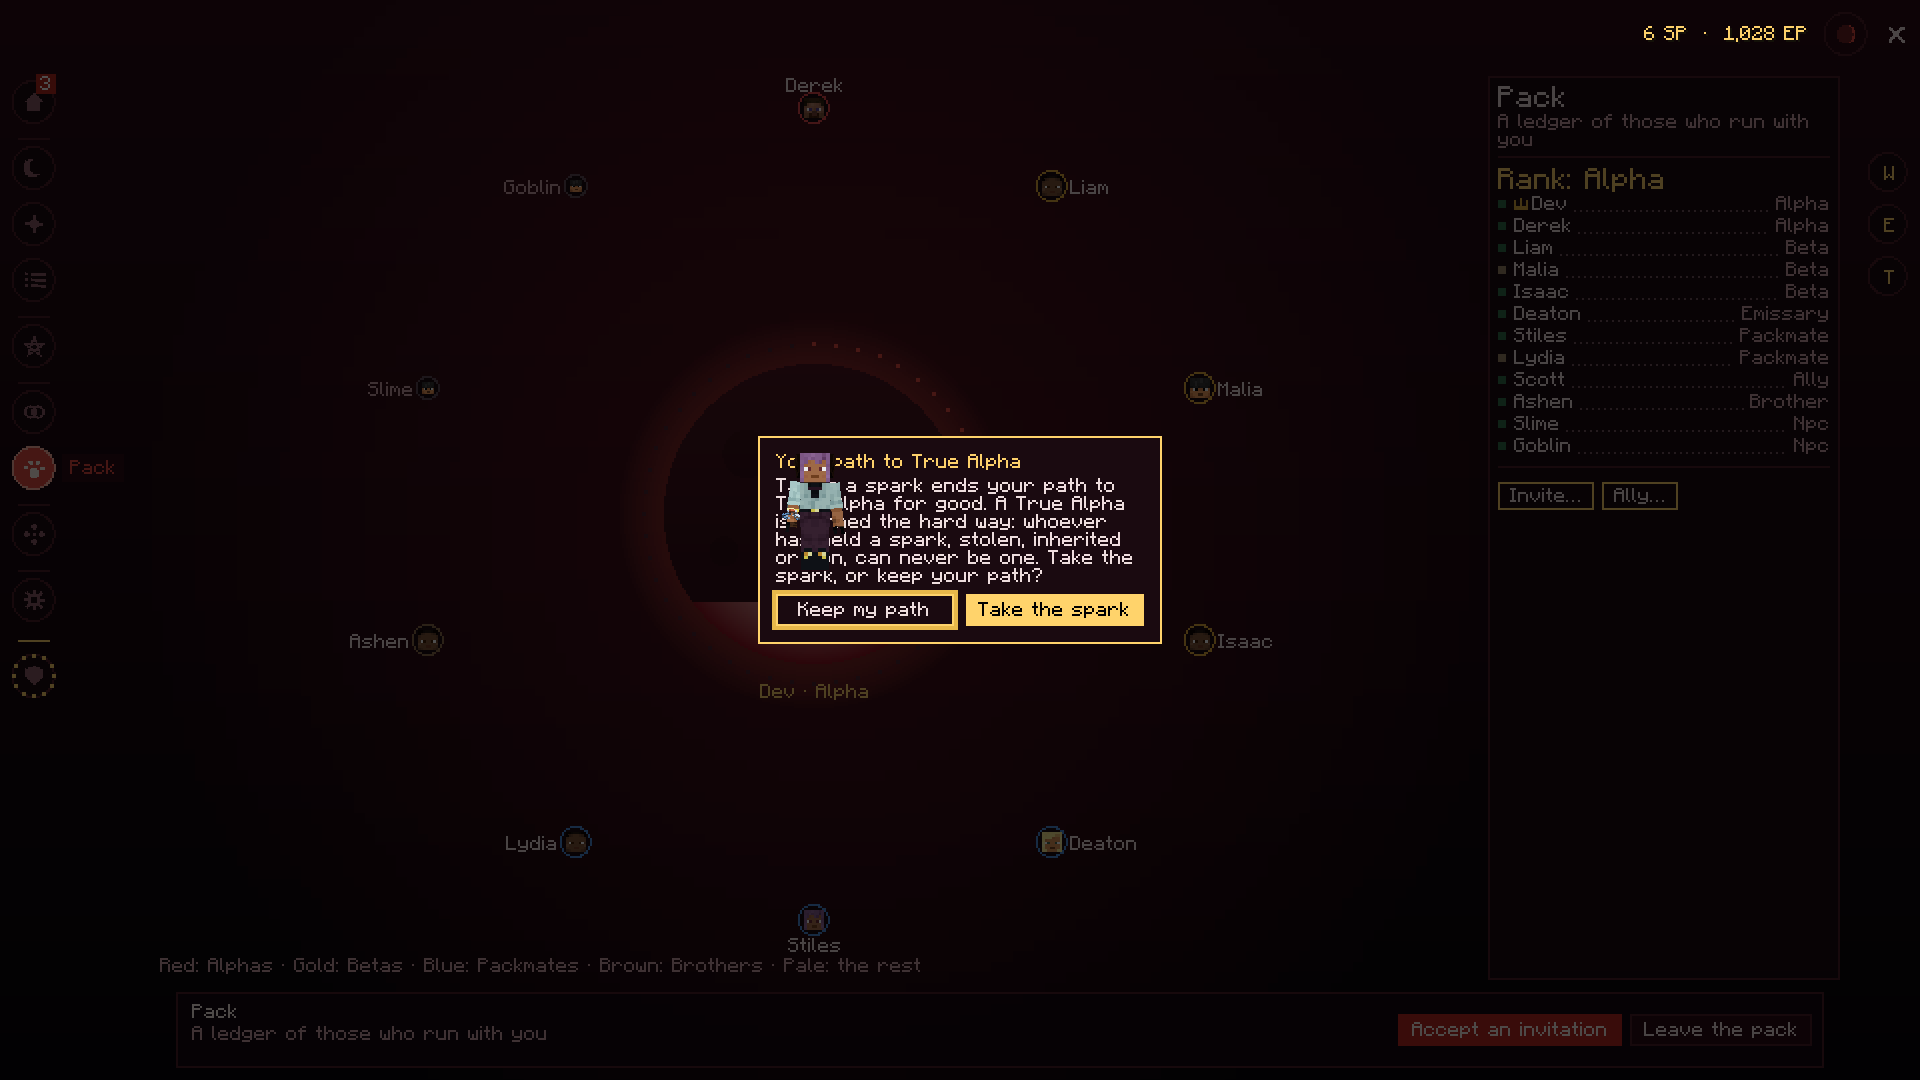 6 SP · 1,028 EP
3
Derek
Goblin
Liam
Slime
Malia
Pack
Ashen
Isaac
Dev · Alpha
Lydia
Deaton
Stiles
Red: Alphas · Gold: Betas · Blue: Packmates · Brown: Brothers · Pale: the rest
path to True Alpha
a spark ends your path to
for good. A True Alpha
the hard way: whoever
a spark, stolen, inherited
or can never be one. Take the
spark, or keep your path?
Keep my path
Take the spark
Pack
A ledger of those who run with
you
Rank: Alpha
Dev Alpha
Derek Alpha
Liam Beta
Malia Beta
Isaac Beta
Deaton Emissary
Stiles Packmate
Lydia Packmate
Scott Ally
Ashen Brother
Slime Npc
Goblin Npc
Invite... Ally...
W
E
T
Pack
A ledger of those who run with you
Accept an invitation
Leave the pack